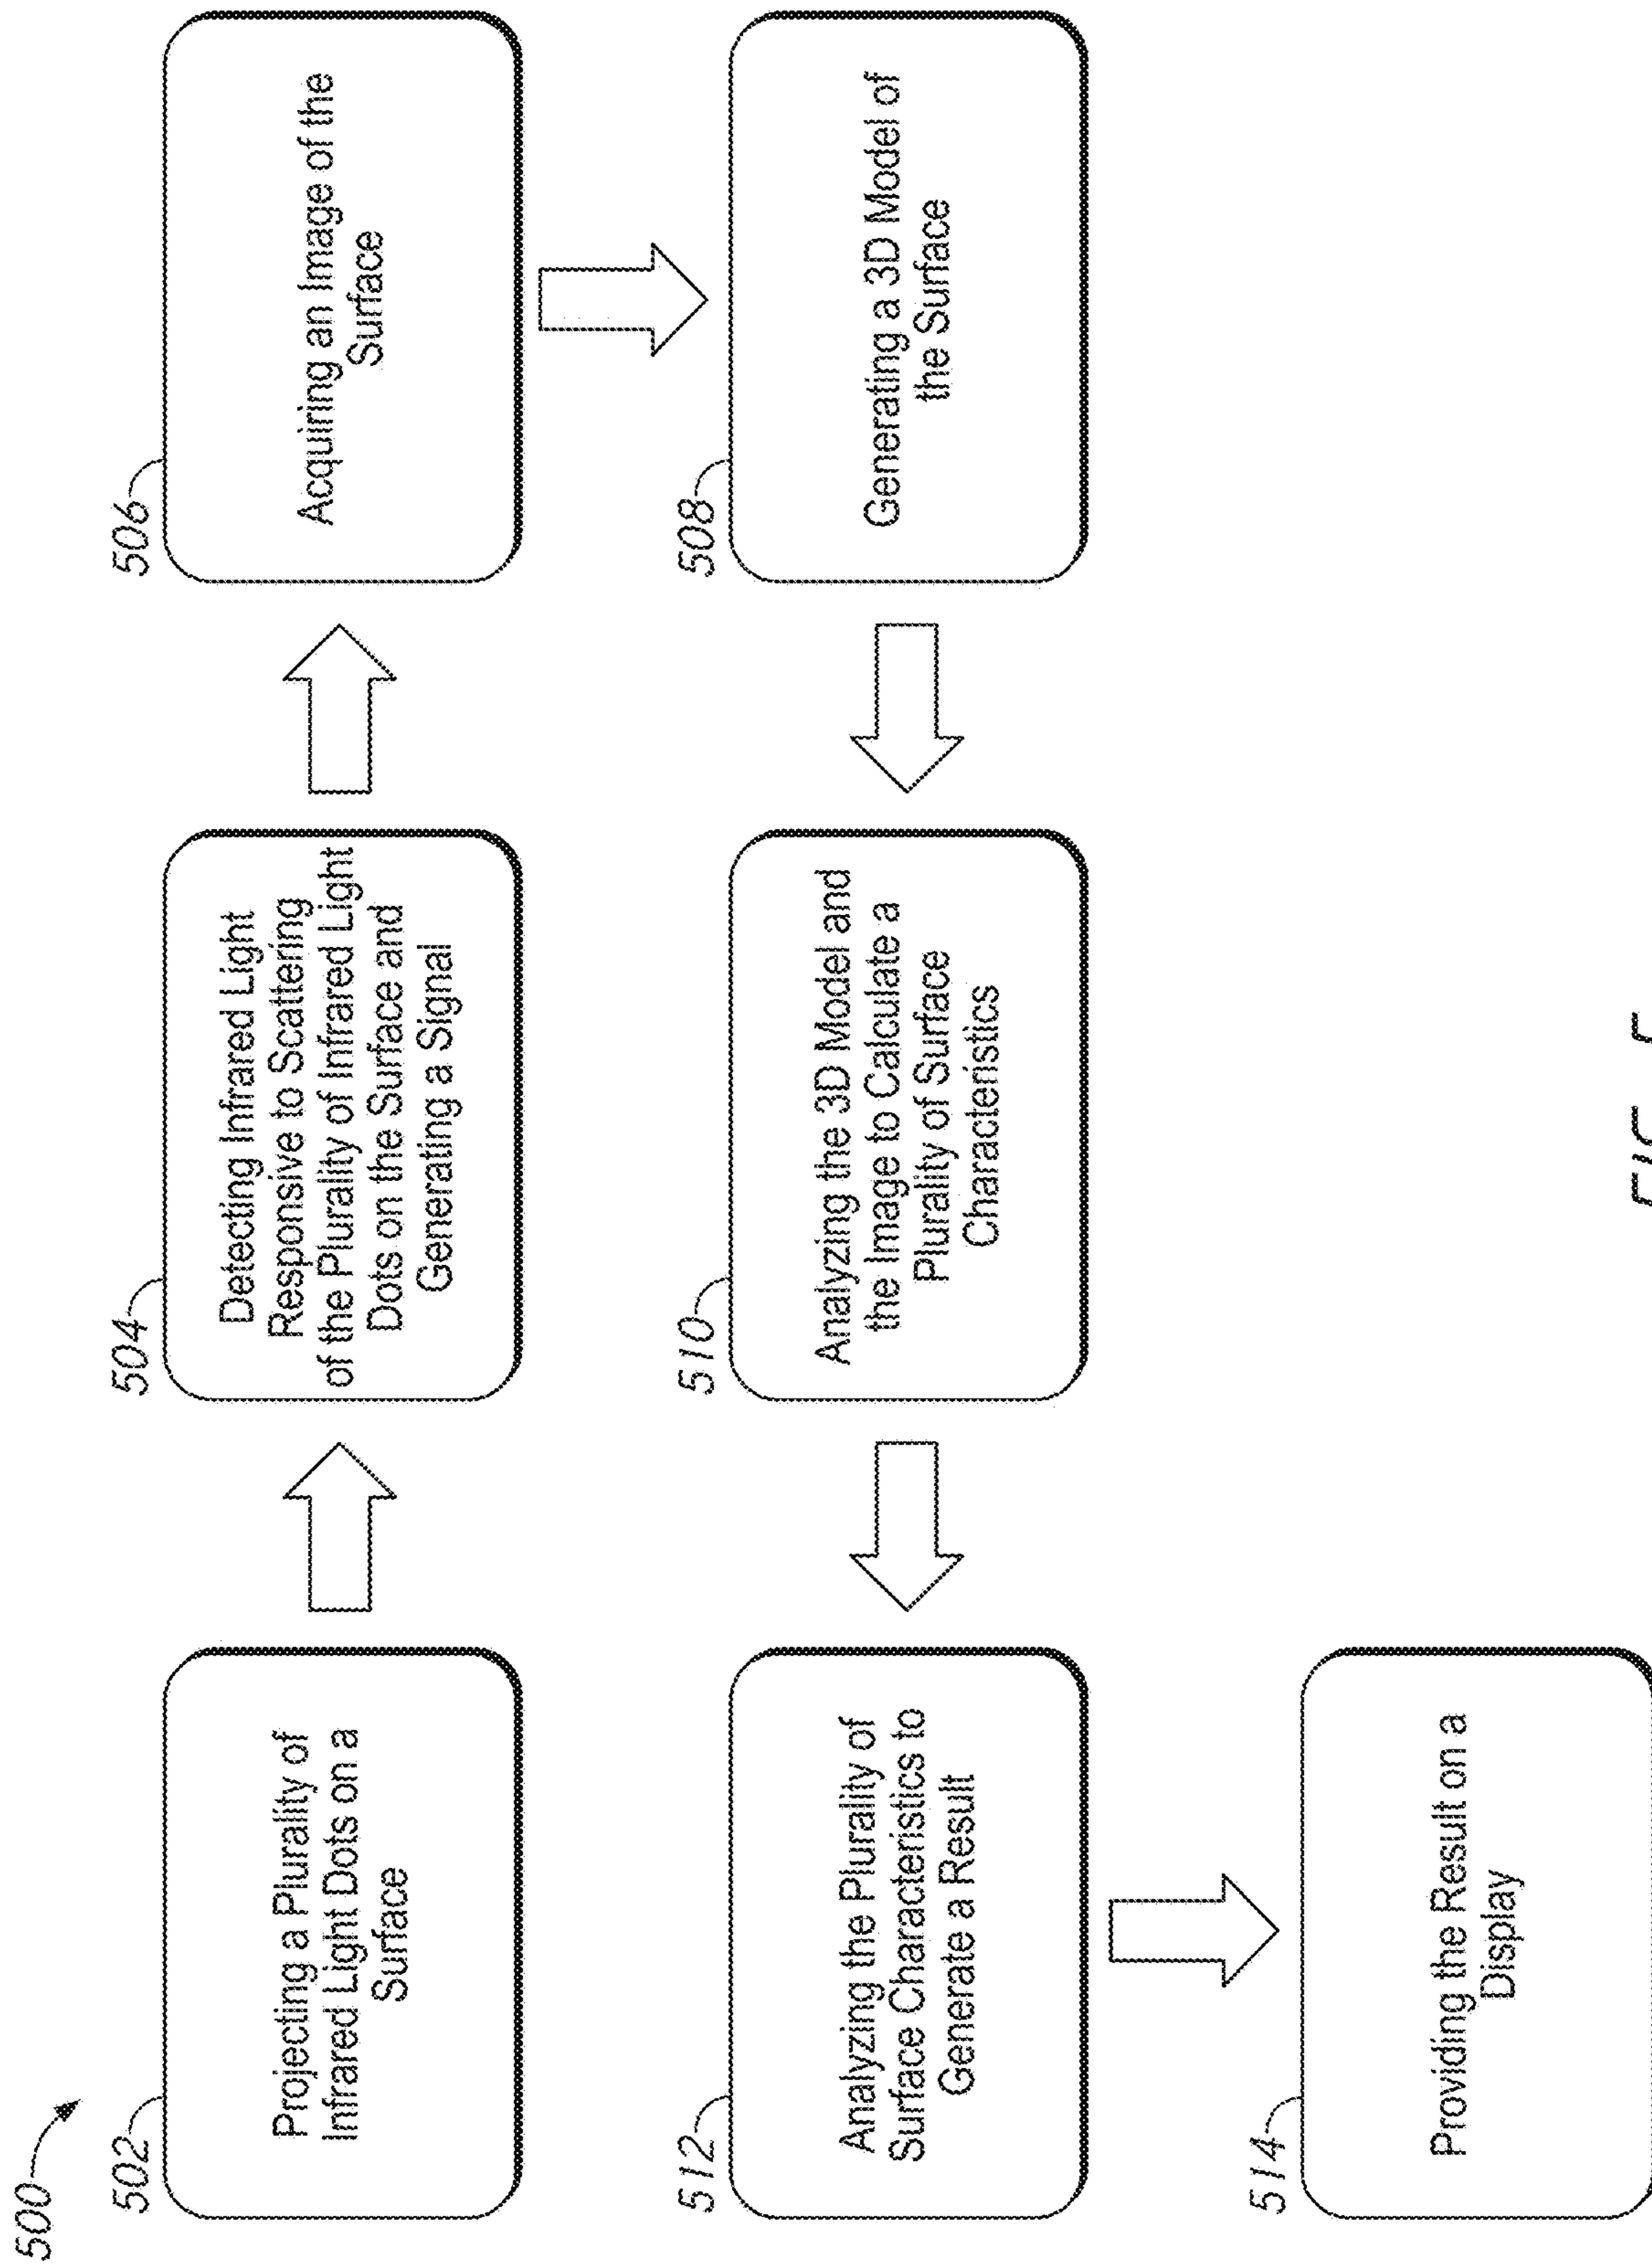 500
502
Projecting a Plurality of
Infrared Light Dots on a
Surface
504
Detecting Infrared Light
Responsive to Scattering
of the Plurality of Infrared Light
Dots on the Surface and
Generating a Signal
506
Acquiring an Image of the
Surface
508
Generating a 3D Model of
the Surface
510
Analyzing the 3D Model and
the Image to Calculate a
Plurality of Surface
Characteristics
512
Analyzing the Plurality of
Surface Characteristics to
Generate a Result
514
Providing the Result on a
Display